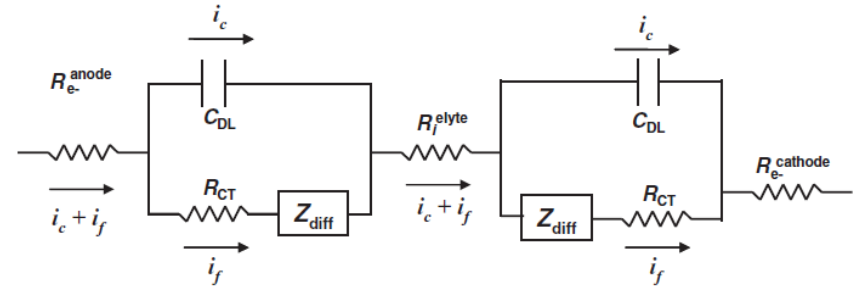 i_c
i_c
R_e-^anode
C_DL
R_i^elyte
C_DL
R_e-^cathode
R_CT
Z_diff
i_c + i_f
i_f
i_c + i_f
Z_diff
R_CT
i_f